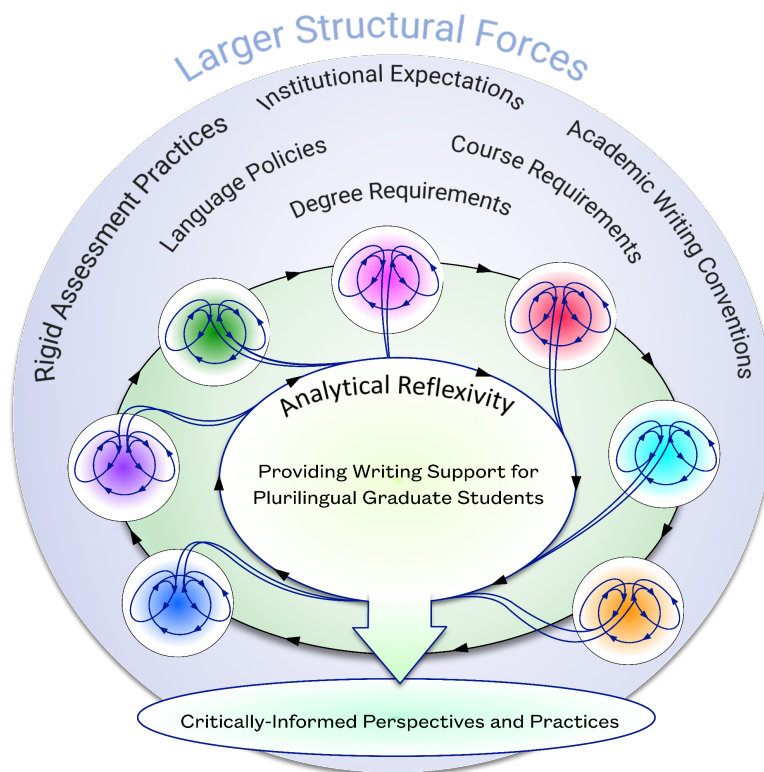 Larger Structural Forces
Institutional Expectations
Rigid Assessment Practices
Language Policies
Degree Requirements
Course Requirements
Academic Writing Conventions
Analytical Reflexivity
Providing Writing Support for
Plurilingual Graduate Students
Critically-Informed Perspectives and Practices